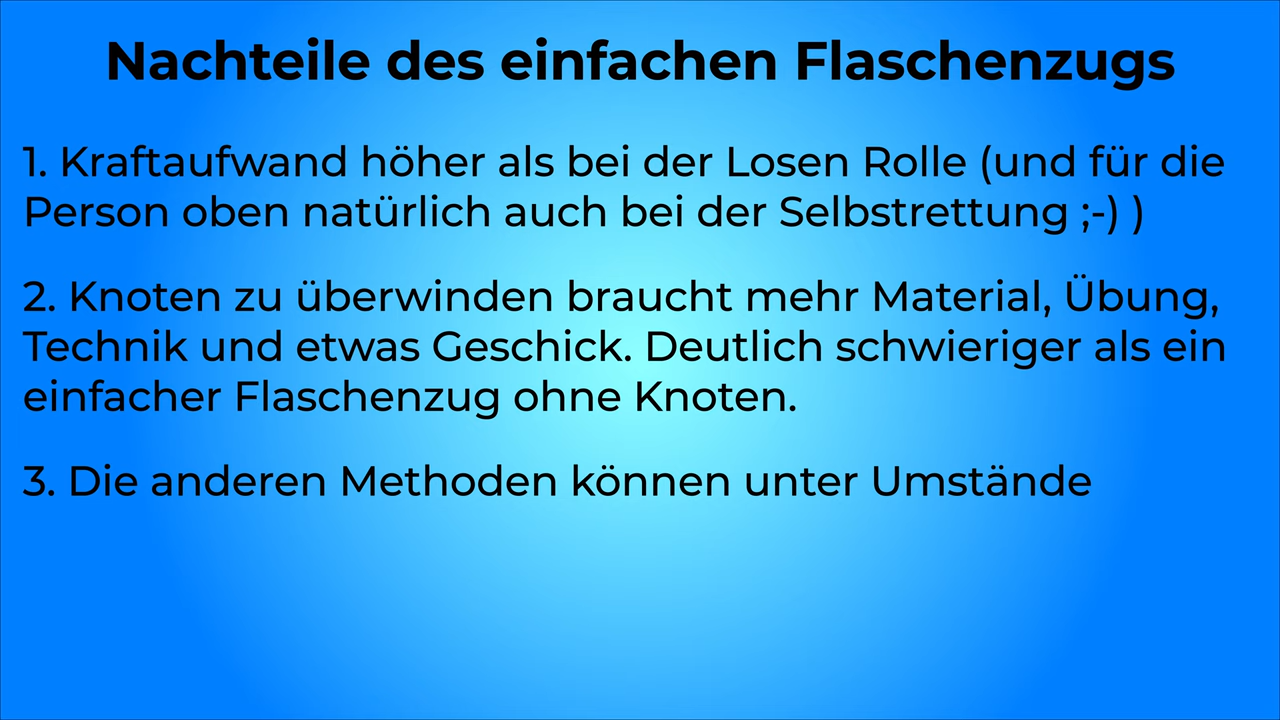 Nachteile des einfachen Flaschenzugs
1. Kraftaufwand höher als bei der Losen Rolle (und für die
Person oben natürlich auch bei der Selbstrettung ;-) )
2. Knoten zu überwinden braucht mehr Material, Übung,
Technik und etwas Geschick. Deutlich schwieriger als ein
einfacher Flaschenzug ohne Knoten.
3. Die anderen Methoden können unter Umstände